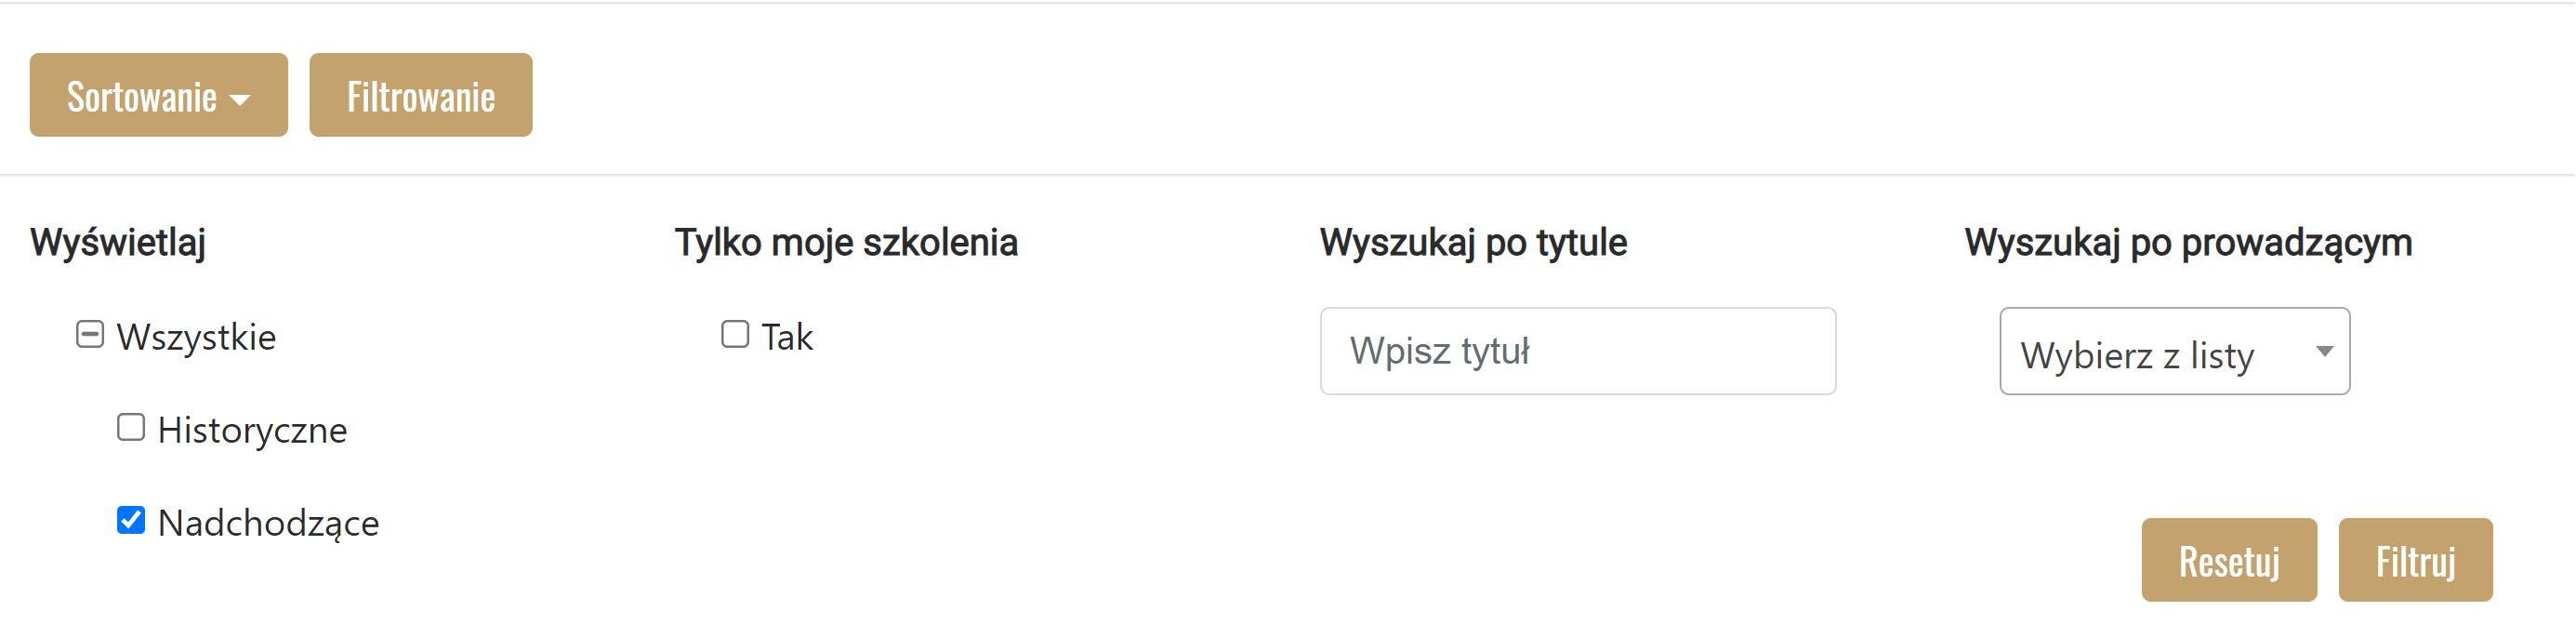 Sortowanie
Filtrowanie
Wyświetlaj
Wszystkie
Historyczne
Nadchodzące
Tylko moje szkolenia
Tak
Wyszukaj po tytule
Wpisz tytuł
Wyszukaj po prowadzącym
Wybierz z listy
Resetuj
Filtruj